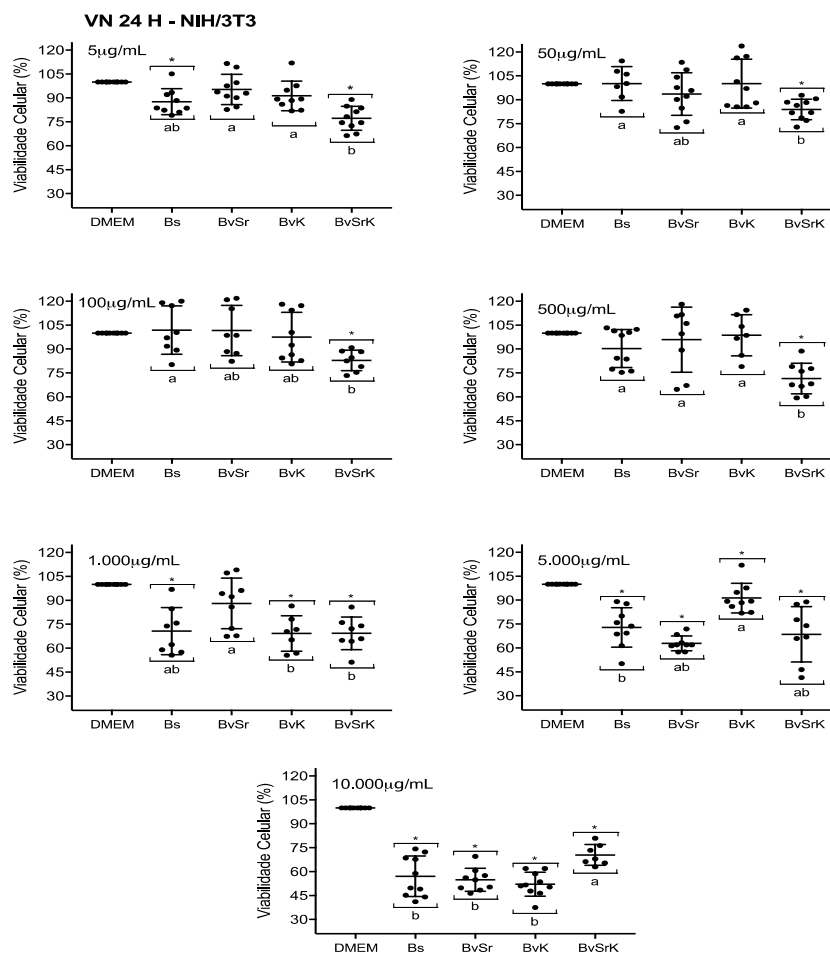 VN 24 H - NIH/3T3
5µg/mL
Viabilidade Celular (%)
120
105
90
75
60
45
30
*
*
ab
a
a
b
DMEM Bs BvSr BvK BvSrK
50µg/mL
Viabilidade Celular (%)
120
105
90
75
60
45
30
*
a
ab
a
b
DMEM Bs BvSr BvK BvSrK
100µg/mL
Viabilidade Celular (%)
120
105
90
75
60
45
30
*
a
ab
ab
b
DMEM Bs BvSr BvK BvSrK
500µg/mL
Viabilidade Celular (%)
120
105
90
75
60
45
30
*
a
a
a
b
DMEM Bs BvSr BvK BvSrK
1.000µg/mL
Viabilidade Celular (%)
120
105
90
75
60
45
30
*
*
*
ab
a
b
b
DMEM Bs BvSr BvK BvSrK
5.000µg/mL
Viabilidade Celular (%)
120
105
90
75
60
45
30
*
*
*
*
b
ab
a
ab
DMEM Bs BvSr BvK BvSrK
10.000µg/mL
Viabilidade Celular (%)
120
105
90
75
60
45
30
*
*
*
*
b
b
b
a
DMEM Bs BvSr BvK BvSrK